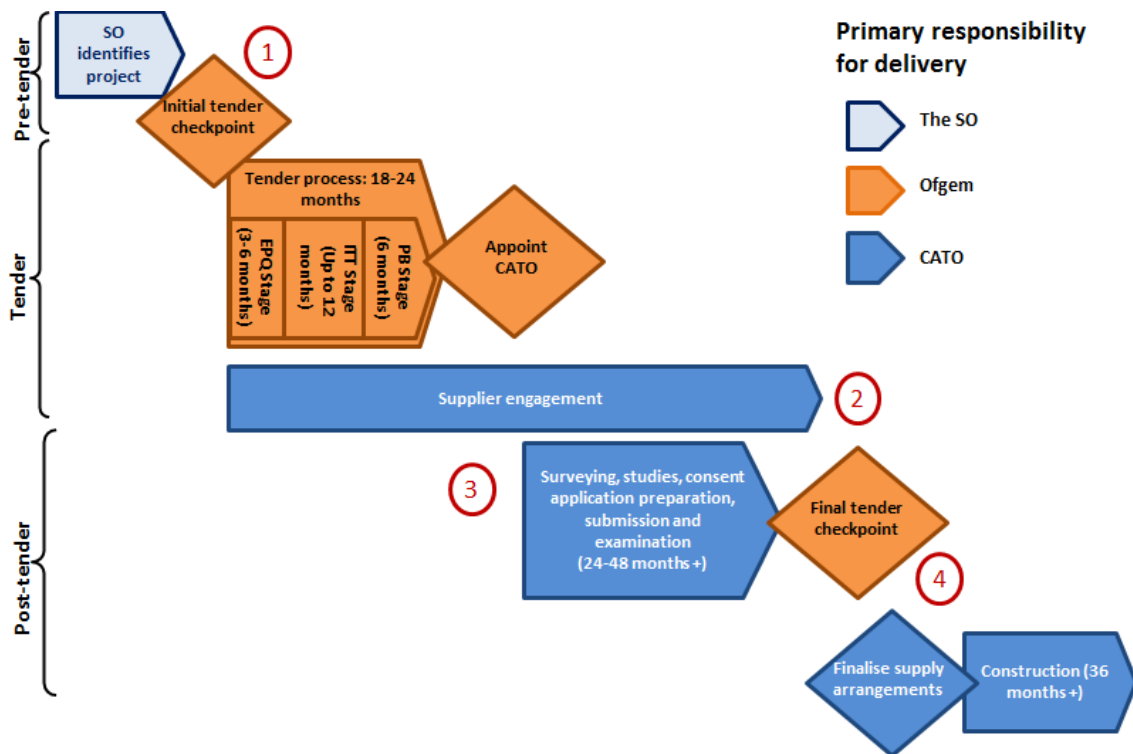 Pre-tender
SO
identifies
project
1
Initial tender
checkpoint
Primary responsibility
for delivery
The SO
Ofgem
CATO
Tender
Tender process: 18-24
months
EPQ Stage
(3-6 months)
ITT Stage
(Up to 12
months)
PB Stage
(6 months)
Appoint
CATO
Supplier engagement
2
Post-tender
3
Surveying, studies, consent
application preparation,
submission and
examination
(24-48 months +)
Final tender
checkpoint
4
Finalise supply
arrangements
Construction (36
months +)